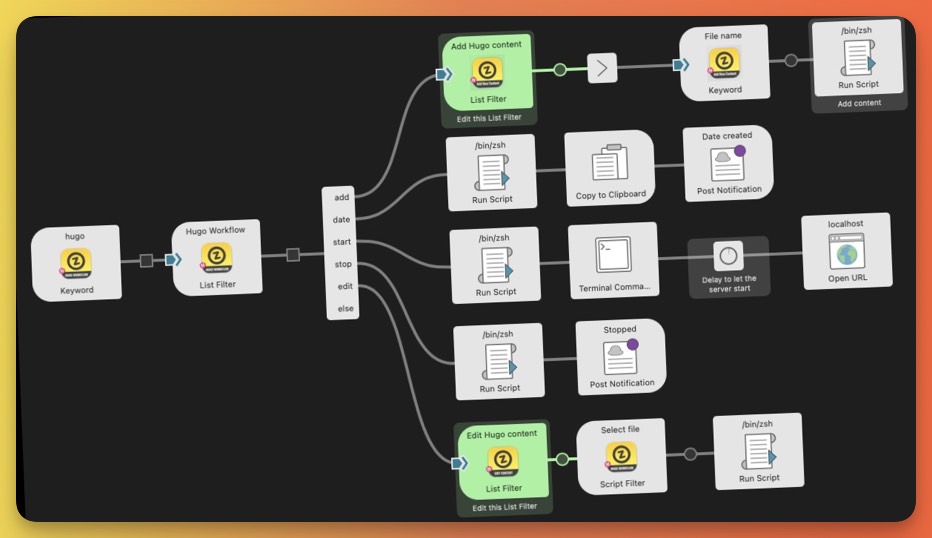 hugo
Keyword
Hugo Workflow
List Filter
add
date
start
stop
edit
else
Add Hugo content
List Filter
Edit this List Filter
File name
Keyword
/bin/zsh
Run Script
Add content
/bin/zsh
Run Script
Copy to Clipboard
Date created
Post Notification
/bin/zsh
Run Script
Terminal Comma...
Delay to let the
server start
localhost
Open URL
/bin/zsh
Run Script
Stopped
Post Notification
Edit Hugo content
List Filter
Edit this List Filter
Select file
Script Filter
/bin/zsh
Run Script